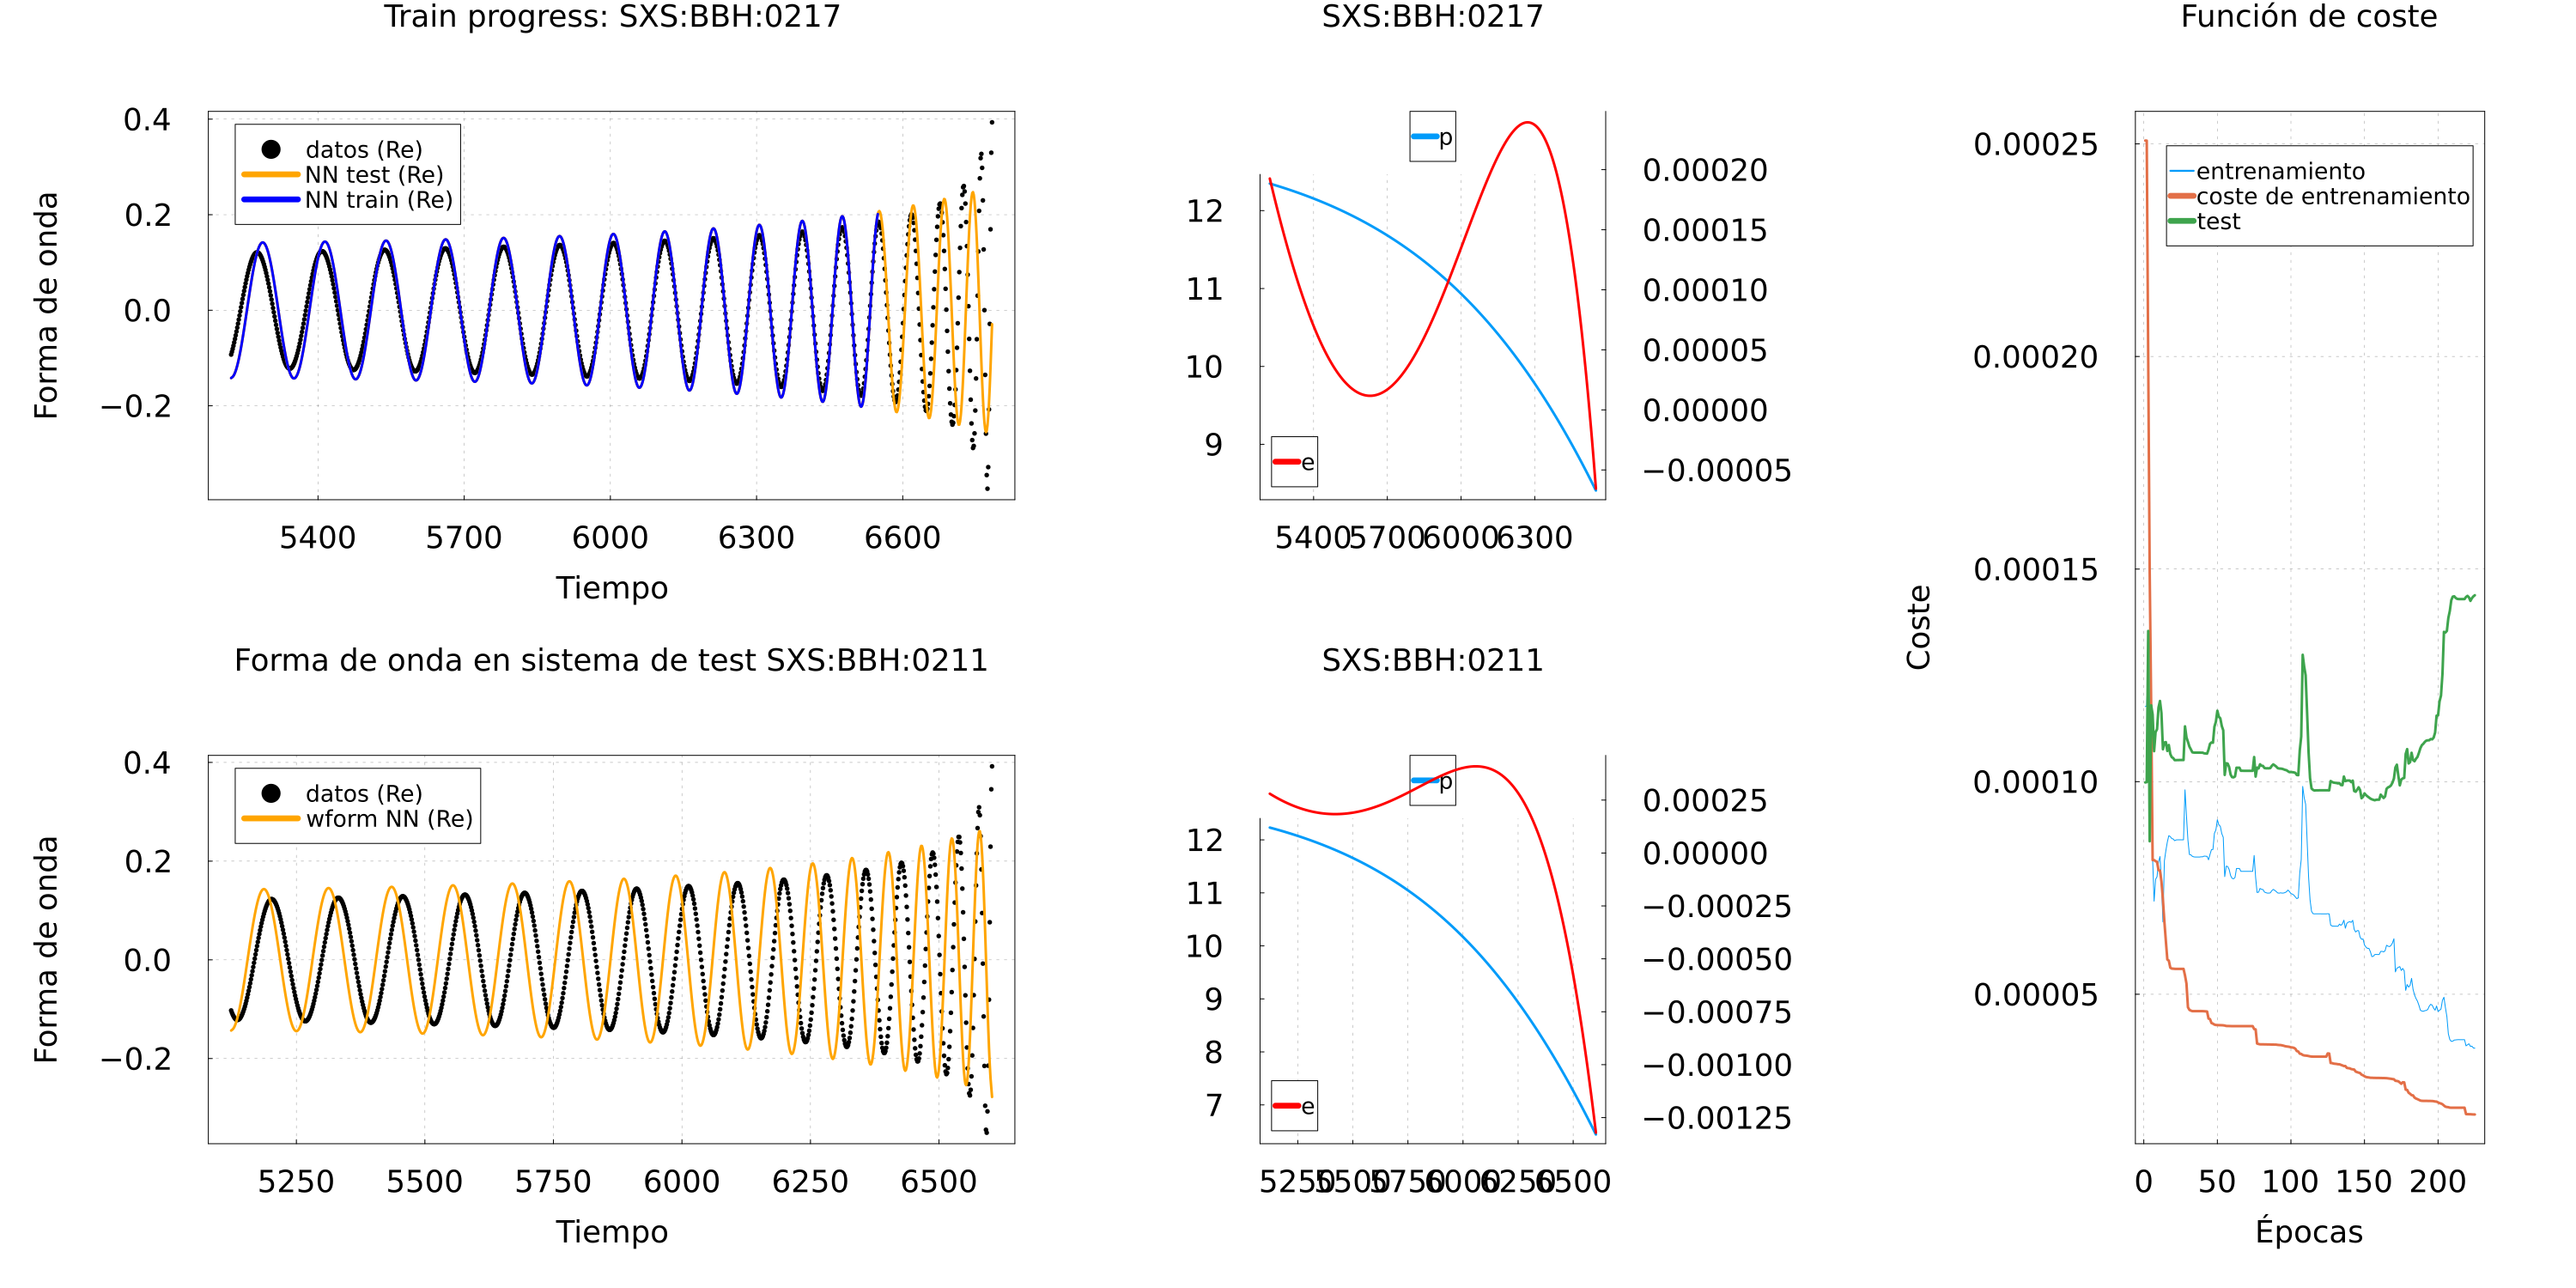 Train progress: SXS:BBH:0217
0.4
0.2
0.0
−0.2
Forma de onda
datos (Re)
NN test (Re)
NN train (Re)
5400 5700 6000 6300 6600
Tiempo
SXS:BBH:0217
p
e
12
11
10
9
0.00020
0.00015
0.00010
0.00005
0.00000
−0.00005
5400 5700 6000 6300
Forma de onda en sistema de test SXS:BBH:0211
0.4
0.2
0.0
−0.2
Forma de onda
datos (Re)
wform NN (Re)
5250 5500 5750 6000 6250 6500
Tiempo
SXS:BBH:0211
p
e
12
11
10
9
8
7
0.00025
0.00000
−0.00025
−0.00050
−0.00075
−0.00100
−0.00125
5250 5500 5750 6000 6250 6500
Función de coste
Coste
0.00025
0.00020
0.00015
0.00010
0.00005
entrenamiento
coste de entrenamiento
test
0 50 100 150 200
Épocas